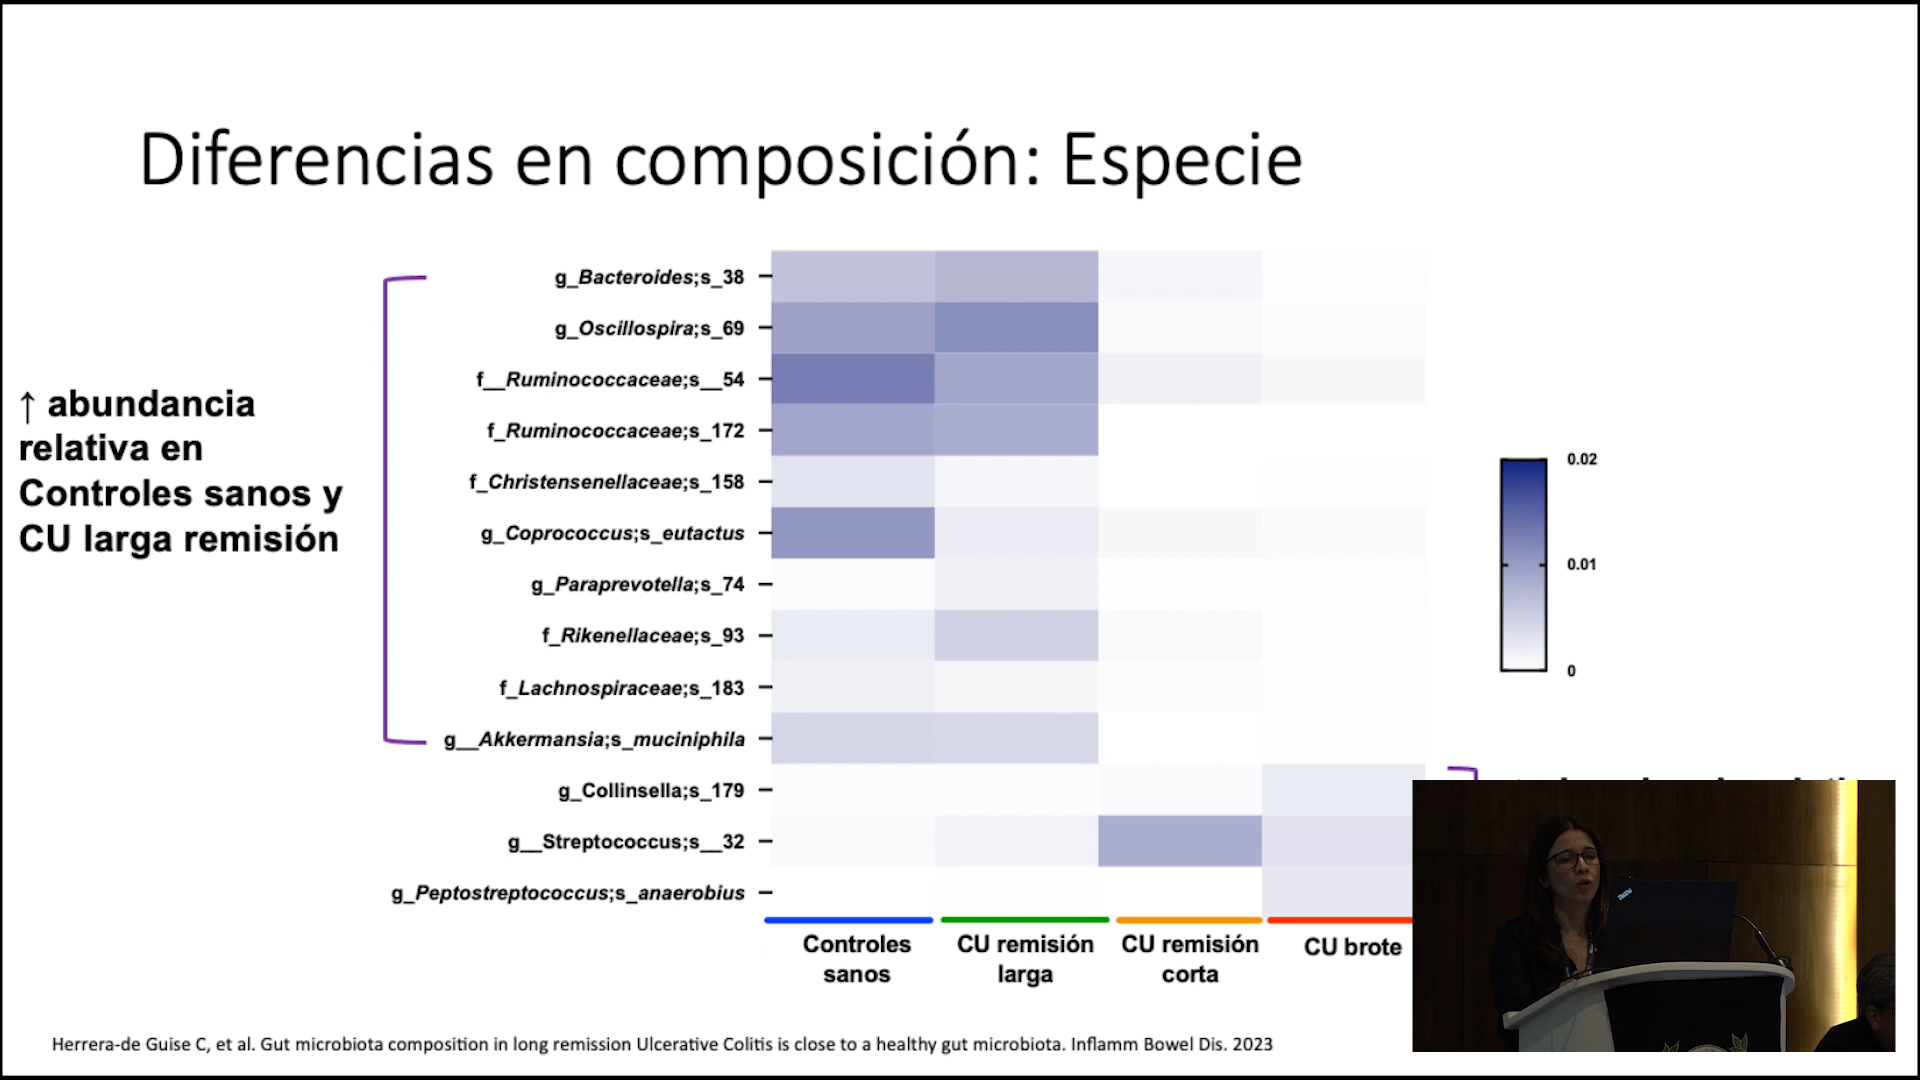 Diferencias en composición: Especie
↑ abundancia
relativa en
Controles sanos y
CU larga remisión
g_Bacteroides;s_38
g_Oscillospira;s_69
f__Ruminococcaceae;s__54
f_Ruminococcaceae;s_172
f_Christensenellaceae;s_158
g_Coprococcus;s_eutactus
g_Paraprevotella;s_74
f_Rikenellaceae;s_93
f_Lachnospiraceae;s_183
g__Akkermansia;s_muciniphila
g_Collinsella;s_179
g__Streptococcus;s__32
g_Peptostreptococcus;s_anaerobius
0.02
0.01
0
Controles
sanos
CU remisión
larga
CU remisión
corta
CU brote
ThinkPad
Herrera-de Guise C, et al. Gut microbiota composition in long remission Ulcerative Colitis is close to a healthy gut microbiota. Inflamm Bowel Dis. 2023